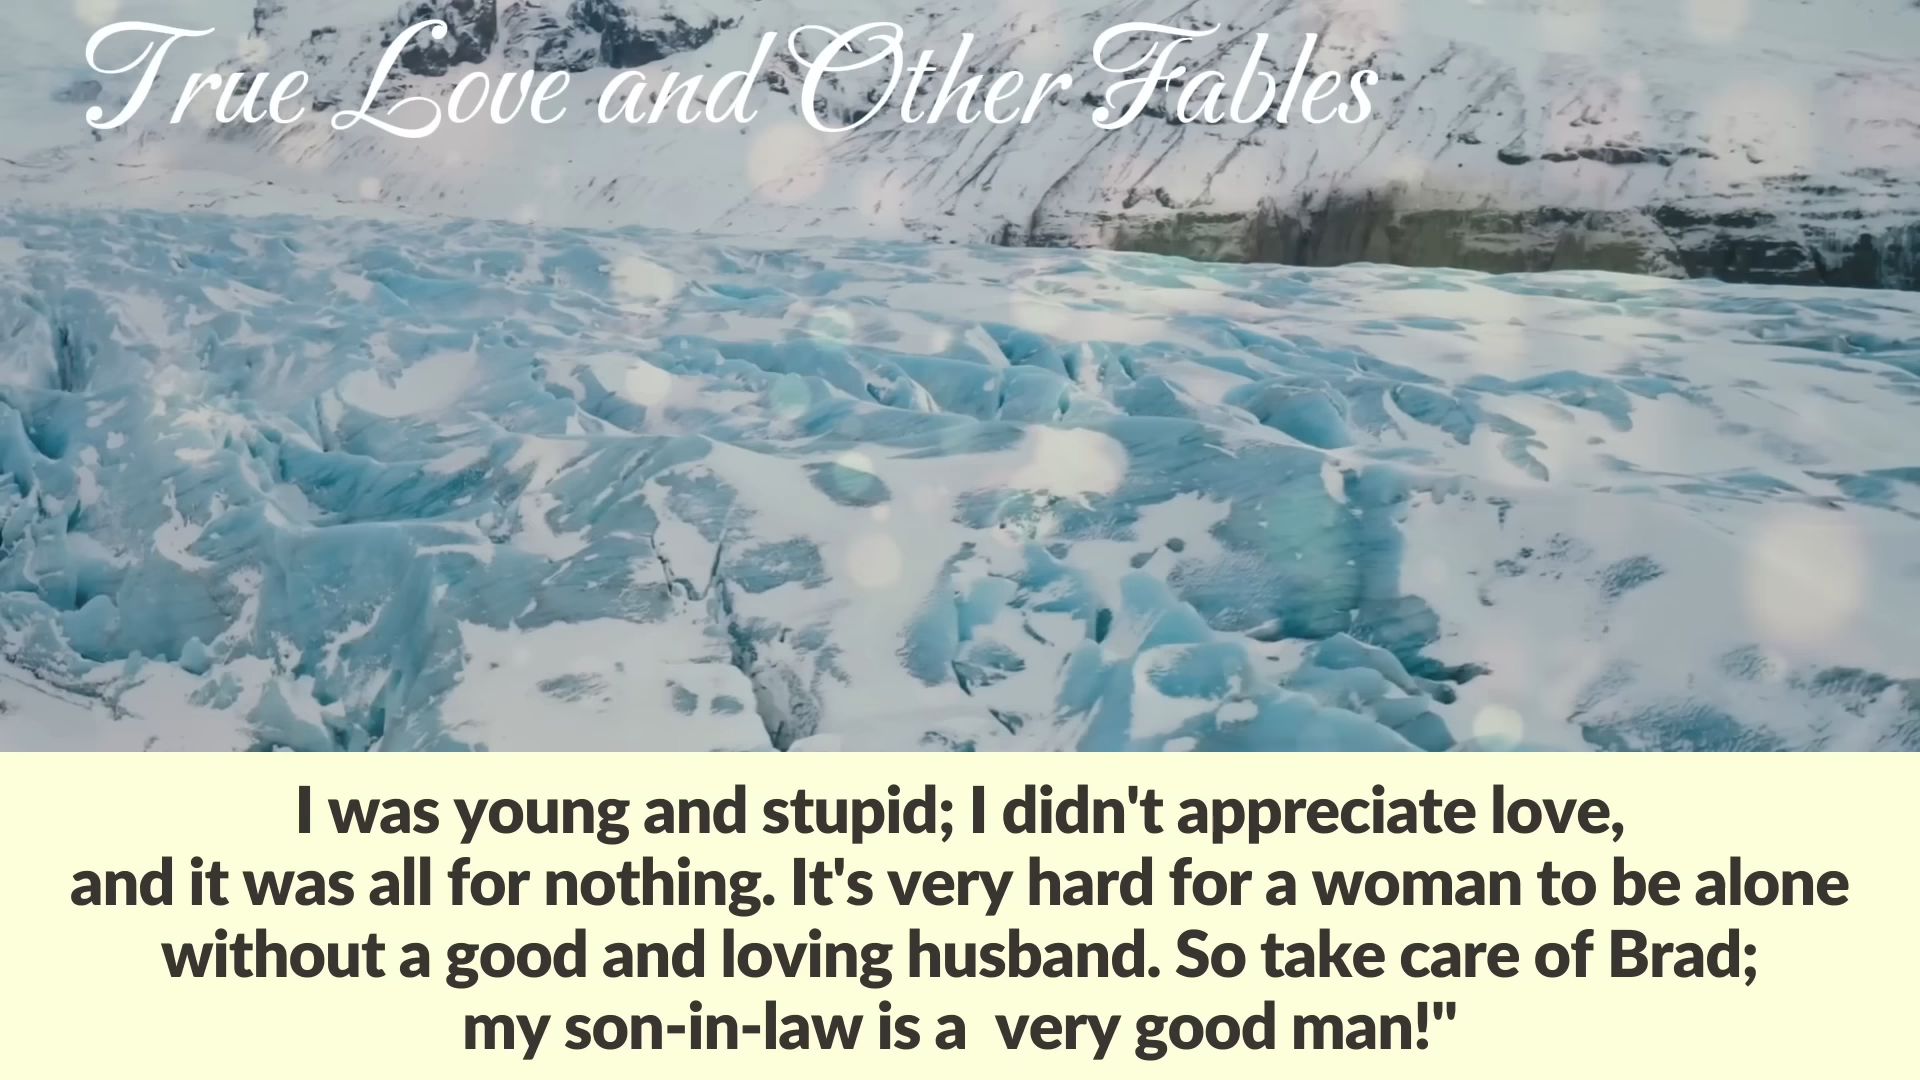 True Love and Other Fables
I was young and stupid; I didn't appreciate love,
and it was all for nothing. It's very hard for a woman to be alone
without a good and loving husband. So take care of Brad;
my son-in-law is a  very good man!"